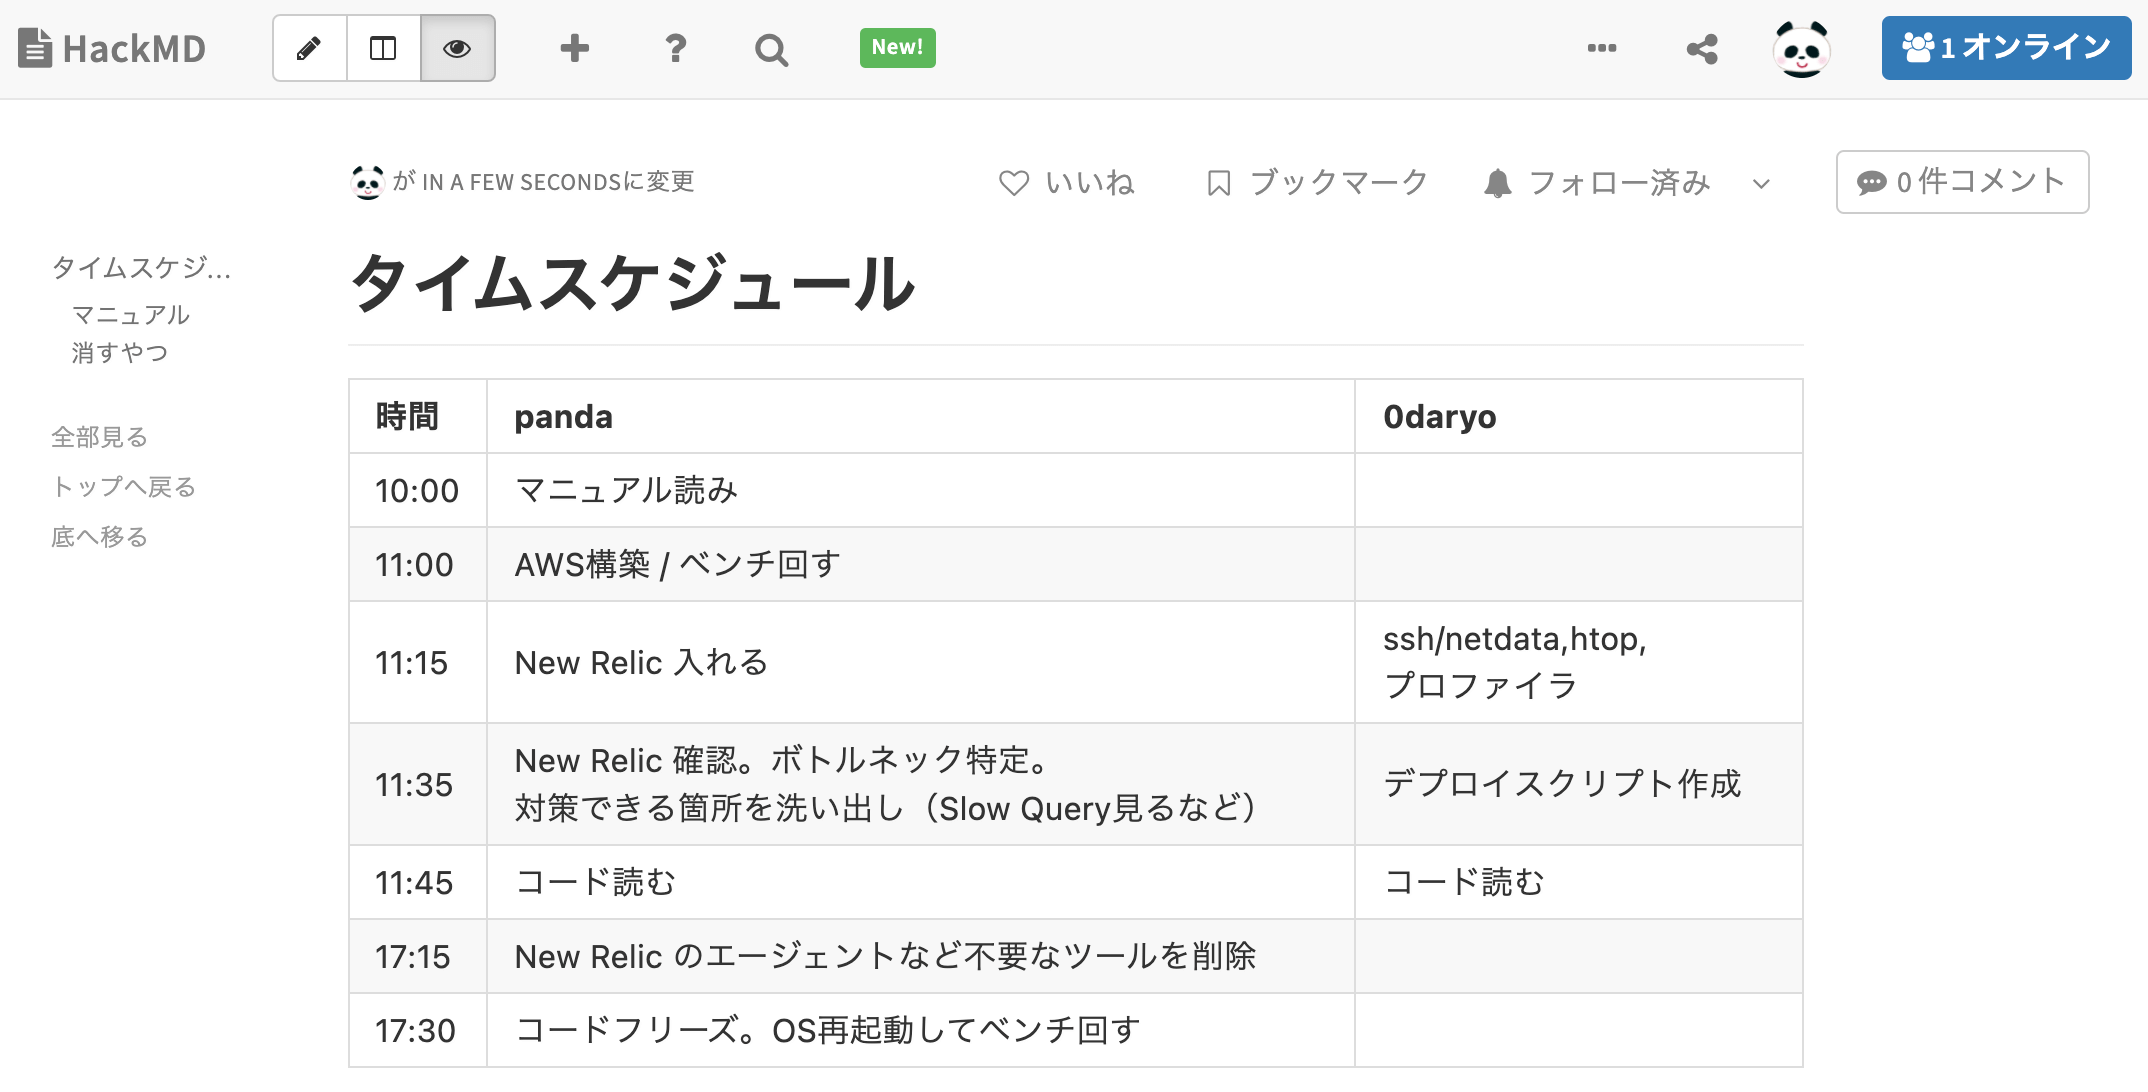 HackMD
?
New!
1 オンライン
が IN A FEW SECONDSに変更
いいね
ブックマーク
フォロー済み
0 件コメント
タイムスケジ...
マニュアル
消すやつ
全部見る
トップへ戻る
底へ移る
タイムスケジュール
時間 panda 0daryo
10:00 マニュアル読み
11:00 AWS構築 / ベンチ回す
11:15 New Relic 入れる ssh/netdata,htop,
プロファイラ
11:35 New Relic 確認。ボトルネック特定。
対策できる箇所を洗い出し（Slow Query見るなど） デプロイスクリプト作成
11:45 コード読む コード読む
17:15 New Relic のエージェントなど不要なツールを削除
17:30 コードフリーズ。OS再起動してベンチ回す